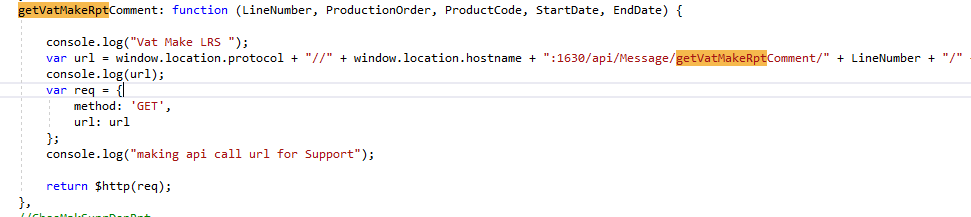 getVatMakeRptComment: function (LineNumber, ProductionOrder, ProductCode, StartDate, EndDate) {
console.log("Vat Make LRS ");
var url = window.location.protocol + "//" + window.location.hostname + ":1630/api/Message/getVatMakeRptComment/" + LineNumber + "/" +
console.log(url);
var req = {
method: 'GET',
url: url
};
console.log("making api call url for Support");
return $http(req);
},